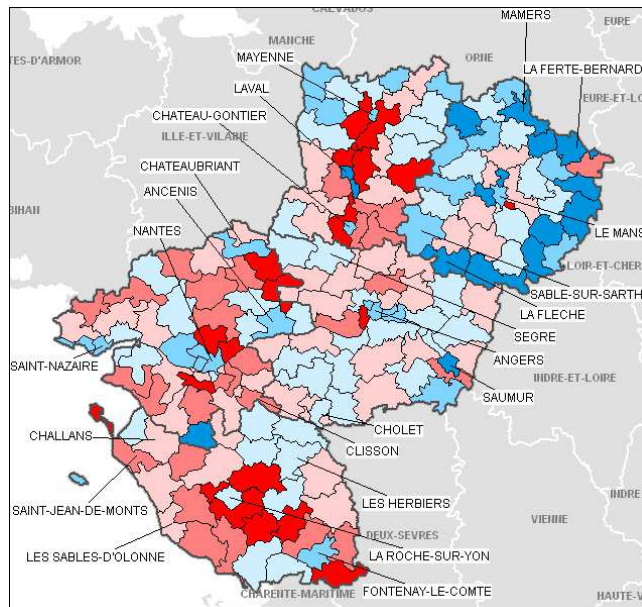 CALVADOS
MAMERS
EURE
MANCHE
ORNE
TES-D'ARMOR
MAYENNE
LA FERTE-BERNARD
LAVAL
EURE-ET-LO
CHATEAU-GONTIER
ILLE-ET-VILAINE
CHATEAUBRIANT
ANCENIS
BIHAN
NANTES
LE MANS
LOIR-ET-CHER
SABLE-SUR-SARTH
LA FLECHE
SEGRE
ANGERS
SAINT-NAZAIRE
INDRE-ET-LOIRE
SAUMUR
CHOLET
CHALLANS
CLISSON
INDRE
LES HERBIERS
SAINT-JEAN-DE-MONTS
VIENNE
DEUX-SEVRES
LES SABLES-D'OLONNE
LA ROCHE-SUR-YON
FONTENAY-LE-COMTE
CHARENTE-MARITIME
HAUTE-V